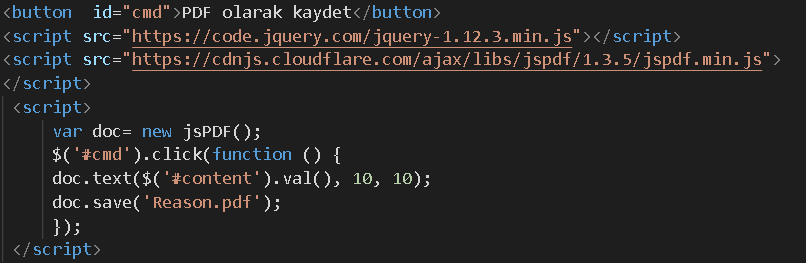 <button  id="cmd">PDF olarak kaydet</button>
<script src="https://code.jquery.com/jquery-1.12.3.min.js"></script>
<script src="https://cdnjs.cloudflare.com/ajax/libs/jspdf/1.3.5/jspdf.min.js">
</script>
<script>
var doc= new jsPDF();
$('#cmd').click(function () {
doc.text($('#content').val(), 10, 10);
doc.save('Reason.pdf');
});
</script>